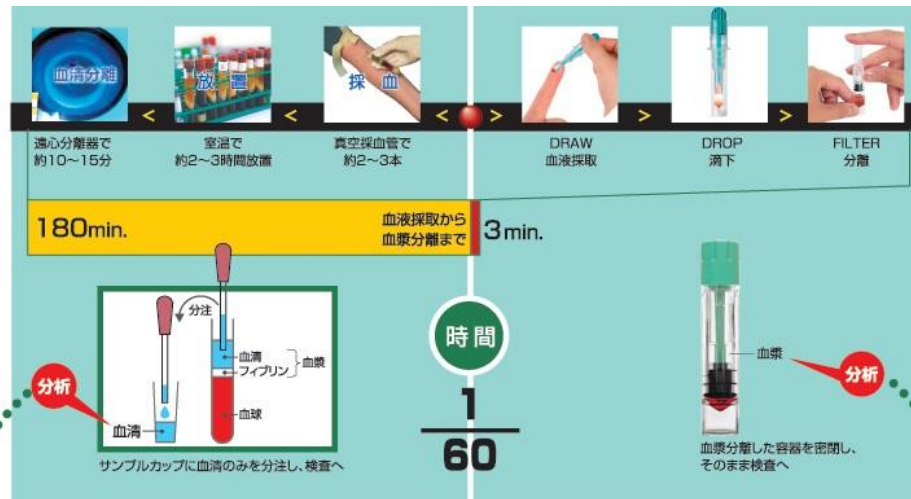 血清分離
放置
採血
遠心分離器で
約10〜15分
室温で
約2〜3時間放置
真空採血管で
約2〜3本
DRAW
血液採取
DROP
滴下
FILTER
分離
< < < > > >
180min.
血液採取から
血漿分離まで
3min.
分注
血清
フィブリン
血漿
血球
分析
血清
サンプルカップに血清のみを分注し、検査へ
時間
1
60
血漿
分析
血漿分離した容器を密閉し、
そのまま検査へ